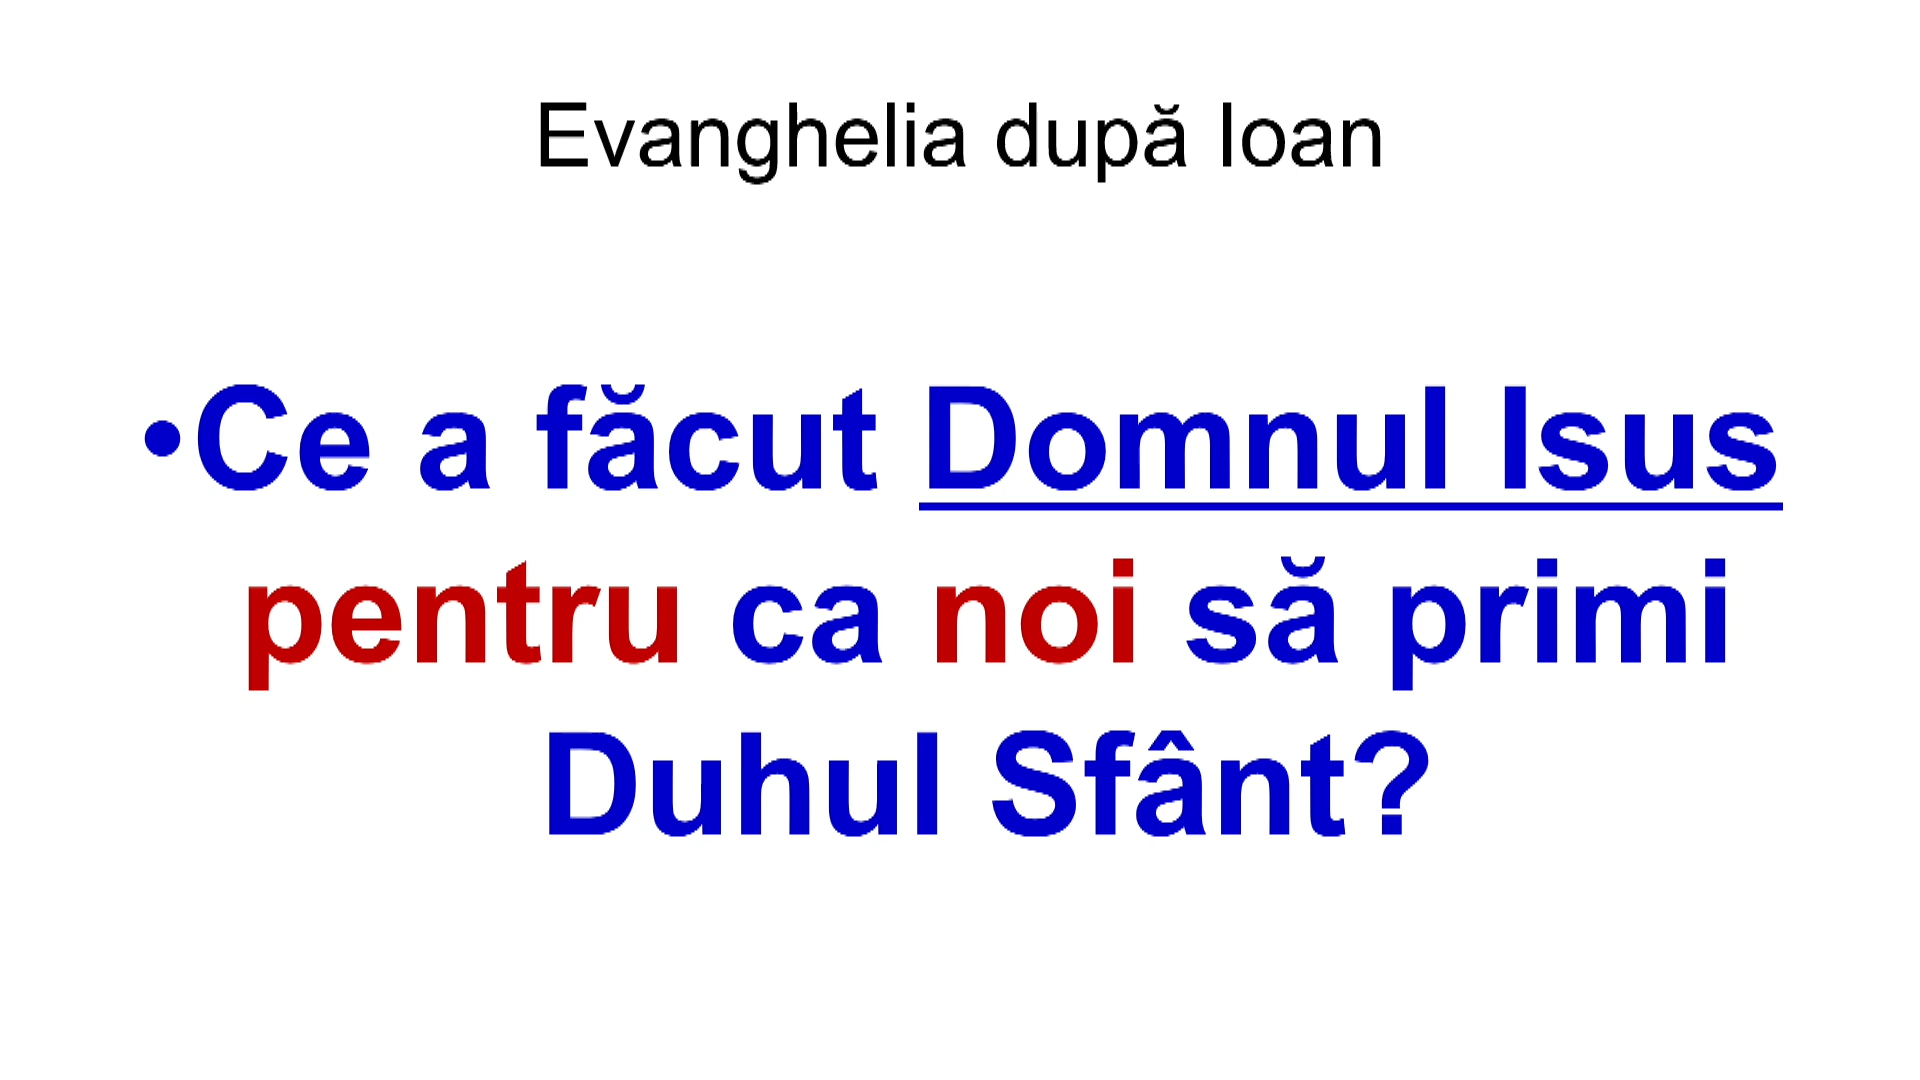 Evanghelia după Ioan
•Ce a făcut Domnul Isus
pentru ca noi să primi
Duhul Sfânt?